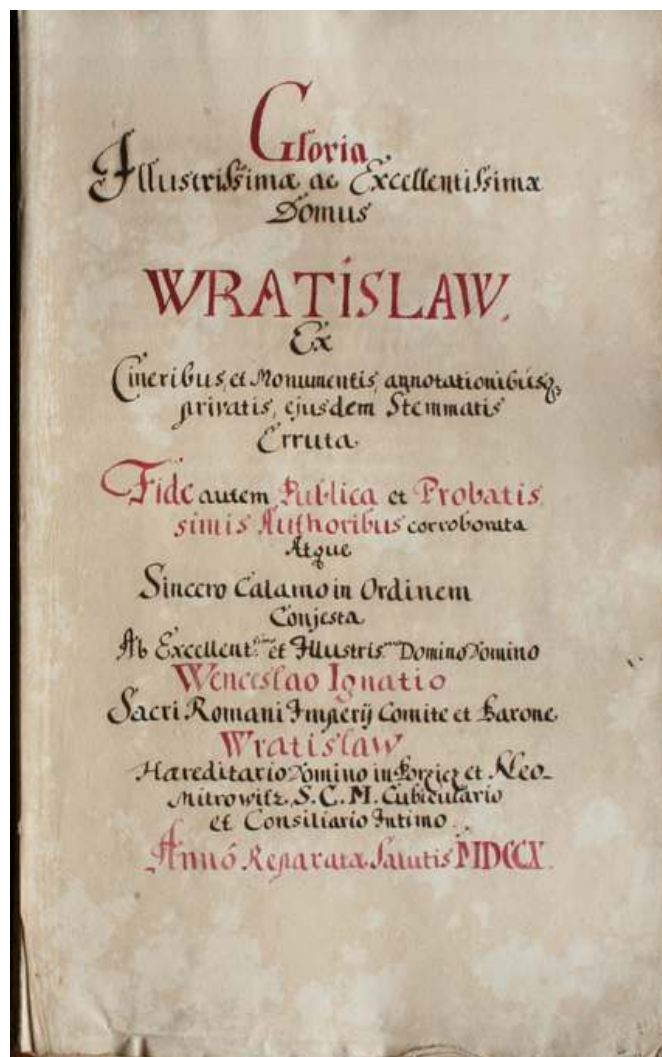 Gloria
Illustrissimæ ac Excellentissimæ
Domus
WRATISLAW.
Ex
Cineribus, et Monumentis, annotationibusq;
privatis, ejusdem Stemmatis
Erruta.
Fide autem Publica et Probatis
simis Authoribus corroborata
Atque
Sincero Calamo in Ordinem
Conjesta
Ab Excellent.mo et Illustris.mo Domino Domino
Wenceslao Ignatio
Sacri Romani Imperij Comite et Barone
Wratislaw
Hæreditario Domino in et Neo-
Mitrowitz, S. C. M. Cubiculario
et Consiliario Intimo.
Annó Reparatæ Salutis MDCCX.